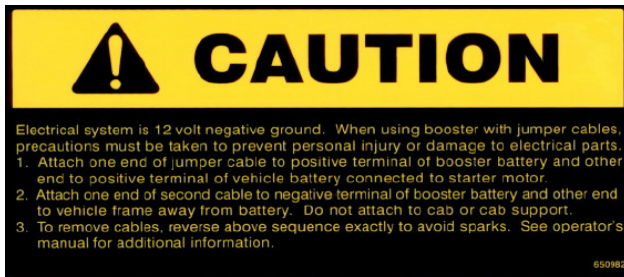 CAUTION
Electrical system is 12 volt negative ground. When using booster with jumper cables,
precautions must be taken to prevent personal injury or damage to electrical parts.
1. Attach one end of jumper cable to positive terminal of booster battery and other
end to positive terminal of vehicle battery connected to starter motor.
2. Attach one end of second cable to negative terminal of booster battery and other end
to vehicle frame away from battery. Do not attach to cab or cab support.
3. To remove cables, reverse above sequence exactly to avoid sparks. See operator's
manual for additional information.
650982